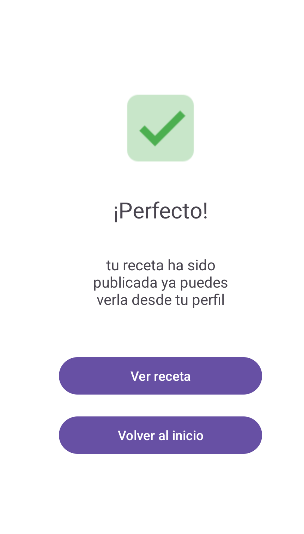 ¡Perfecto!
tu receta ha sido
publicada ya puedes
verla desde tu perfil
Ver receta
Volver al inicio